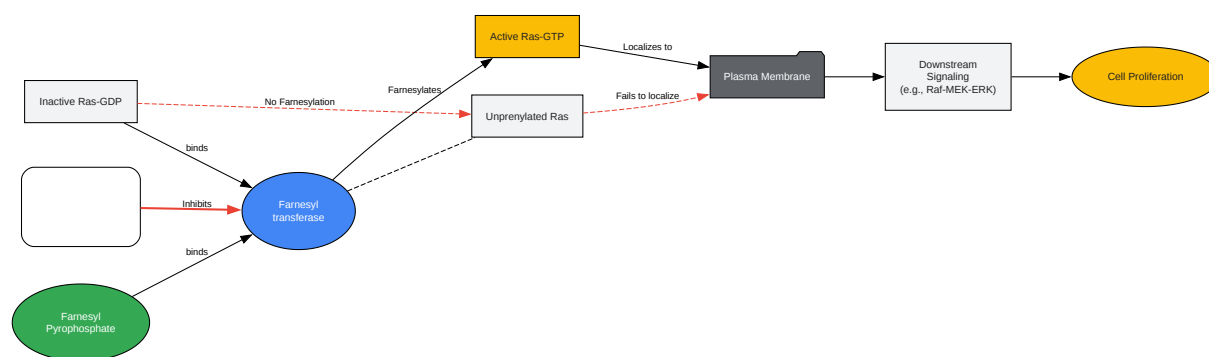 Active Ras-GTP
Localizes to
Plasma Membrane
Downstream
Signaling
(e.g., Raf-MEK-ERK)
Cell Proliferation
Inactive Ras-GDP
No Farnesylation
Farnesylates
Unprenylated Ras
Fails to localize
binds
Inhibits
Farnesyl
transferase
binds
Farnesyl
Pyrophosphate